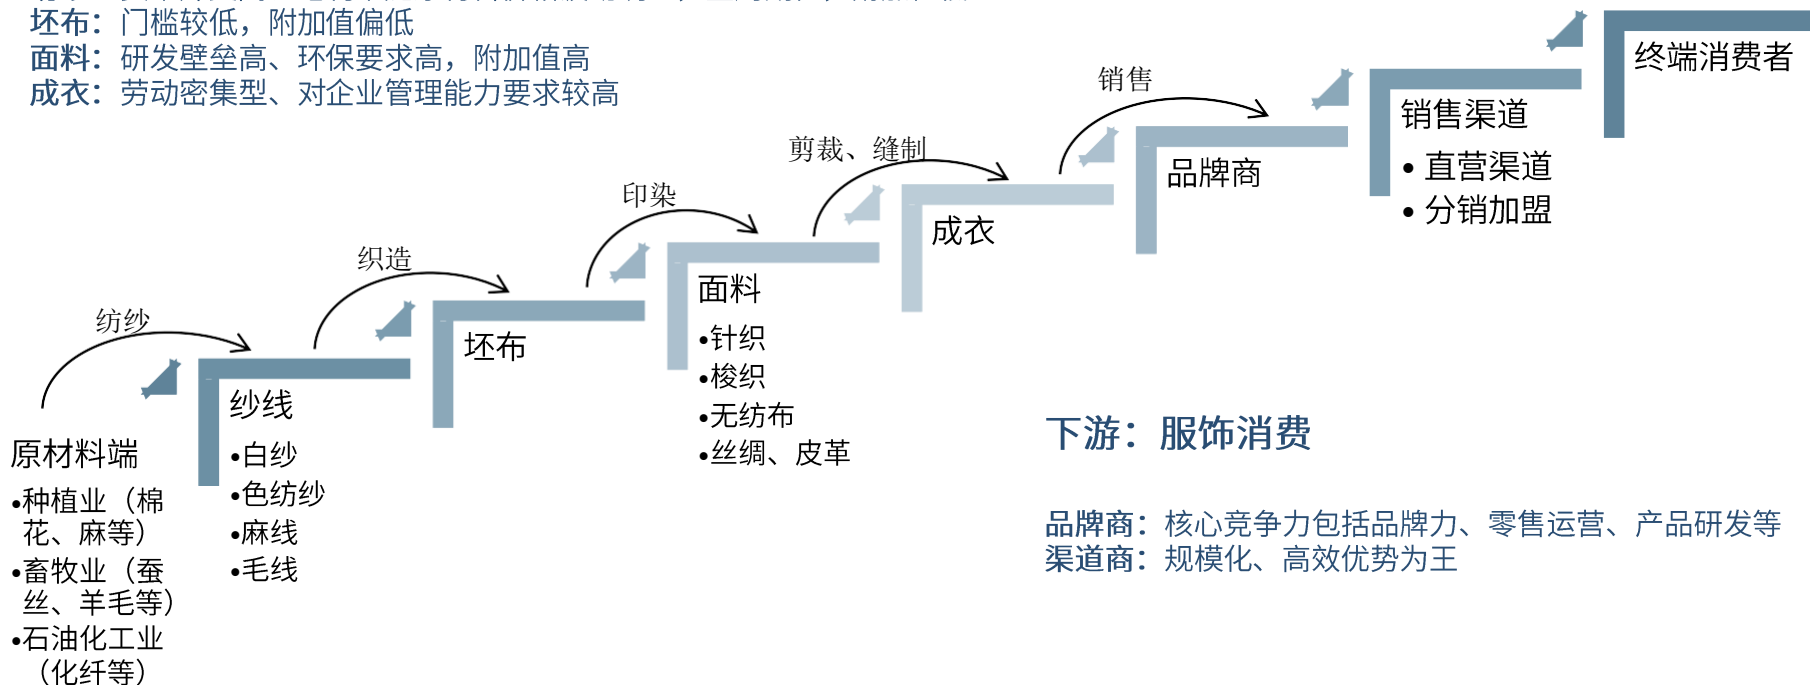 坯布：门槛较低，附加值偏低
面料：研发壁垒高、环保要求高，附加值高
成衣：劳动密集型、对企业管理能力要求较高
纺纱
织造
印染
剪裁、缝制
销售
原材料端
•种植业（棉
花、麻等）
•畜牧业（蚕
丝、羊毛等）
•石油化工业
（化纤等）
纱线
•白纱
•色纺纱
•麻线
•毛线
坯布
面料
•针织
•梭织
•无纺布
•丝绸、皮革
成衣
品牌商
销售渠道
• 直营渠道
• 分销加盟
终端消费者
下游：服饰消费
品牌商：核心竞争力包括品牌力、零售运营、产品研发等
渠道商：规模化、高效优势为王